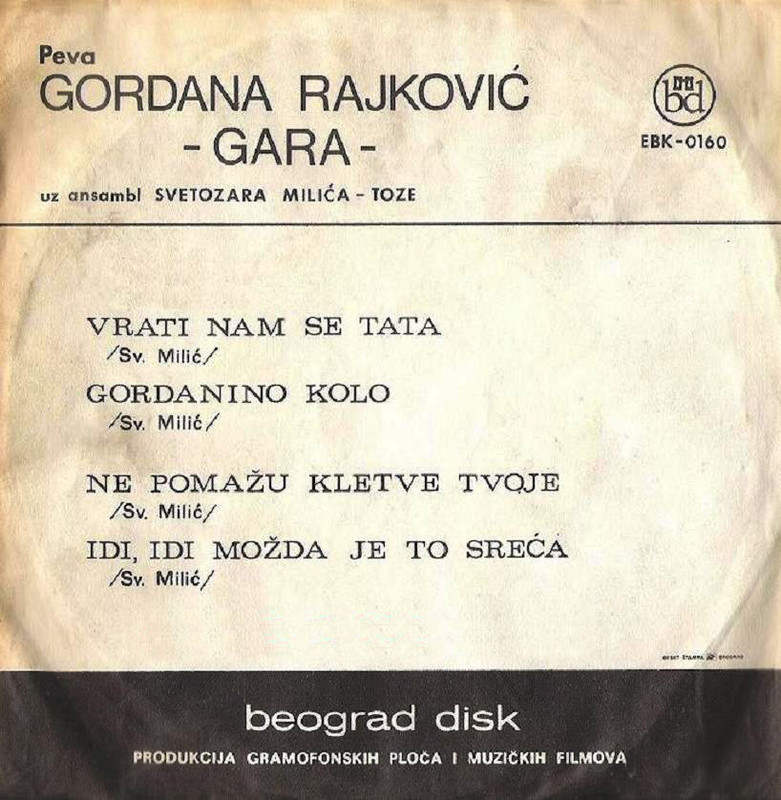 Peva
GORDANA RAJKOVIĆ
- GARA -
bd
EBK-0160
uz ansambl SVETOZARA MILIĆA - TOZE
VRATI NAM SE TATA
/Sv. Milić/
GORDANINO KOLO
/Sv. Milić/
NE POMAŽU KLETVE TVOJE
/Sv. Milić/
IDI, IDI MOŽDA JE TO SREĆA
/Sv. Milić/
beograd disk
PRODUKCIJA GRAMOFONSKIH PLOČA I MUZIČKIH FILMOVA